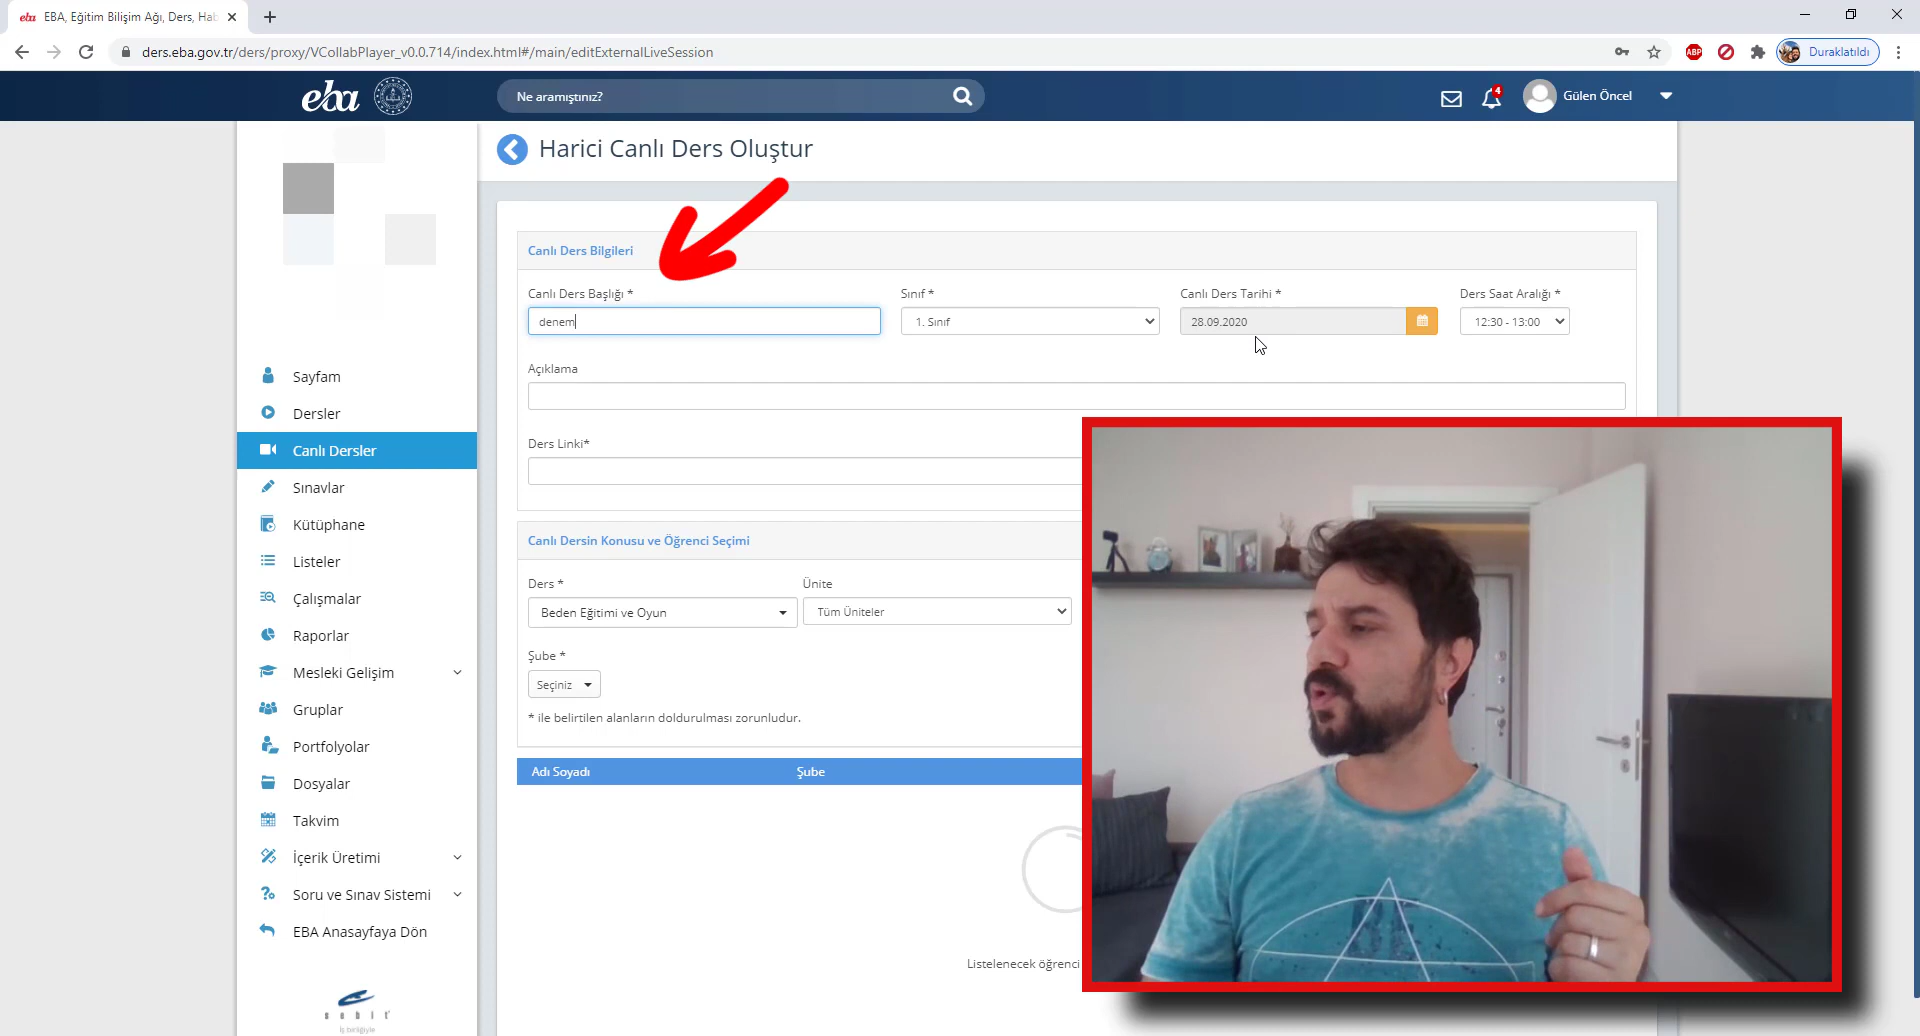 eba EBA, Eğitim Bilişim Ağı, Ders, Hab
ders.eba.gov.tr/ders/proxy/VCollabPlayer_v0.0.714/index.html#/main/editExternalLiveSession
ABP
Duraklatıldı
eba
Ne aramıştınız?
4
Gülen Öncel
Harici Canlı Ders Oluştur
Canlı Ders Bilgileri
Canlı Ders Başlığı *
Sınıf *
Canlı Ders Tarihi *
Ders Saat Aralığı *
denem
1. Sınıf
28.09.2020
12:30 - 13:00
Açıklama
Ders Linki*
Canlı Dersin Konusu ve Öğrenci Seçimi
Ders *
Ünite
Beden Eğitimi ve Oyun
Tüm Üniteler
Şube *
Seçiniz
* ile belirtilen alanların doldurulması zorunludur.
Adı Soyadı
Şube
Listelenecek öğrenci
Sayfam
Dersler
Canlı Dersler
Sınavlar
Kütüphane
Listeler
Çalışmalar
Raporlar
Mesleki Gelişim
Gruplar
Portfolyolar
Dosyalar
Takvim
İçerik Üretimi
Soru ve Sınav Sistemi
EBA Anasayfaya Dön
sebit
İş birliğiyle